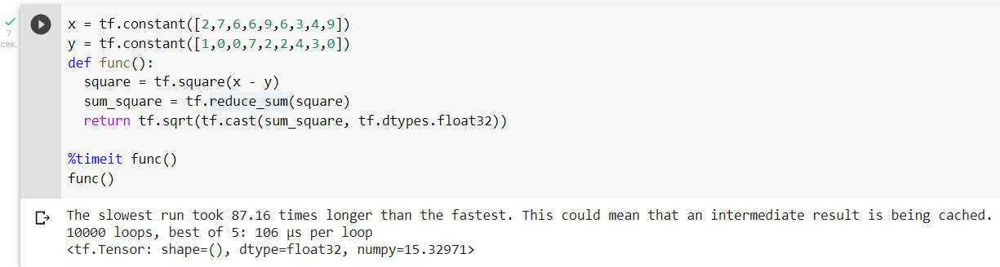 7
сек.
x = tf.constant([2,7,6,6,9,6,3,4,9])
y = tf.constant([1,0,0,7,2,2,4,3,0])
def func():
  square = tf.square(x - y)
  sum_square = tf.reduce_sum(square)
  return tf.sqrt(tf.cast(sum_square, tf.dtypes.float32))
%timeit func()
func()
The slowest run took 87.16 times longer than the fastest. This could mean that an intermediate result is being cached.
10000 loops, best of 5: 106 µs per loop
<tf.Tensor: shape=(), dtype=float32, numpy=15.32971>